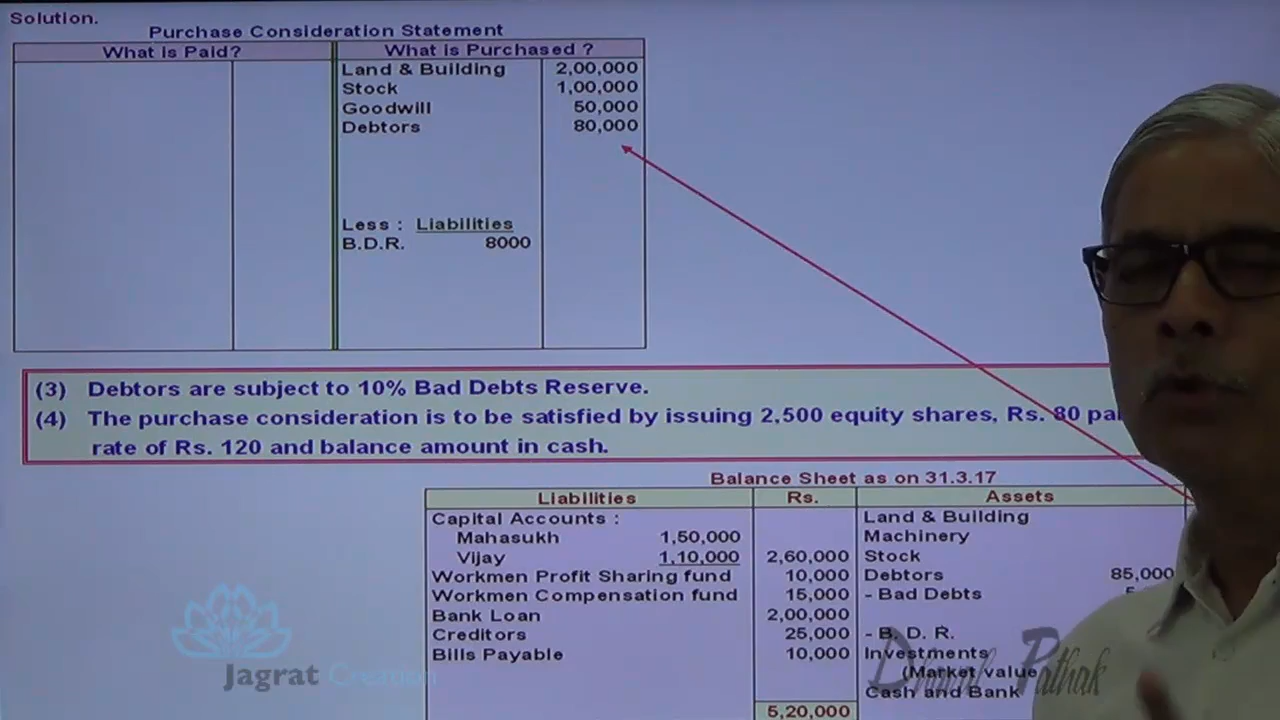 Solution.
Purchase Consideration Statement
What is Paid? What is Purchased ?
Land & Building 2,00,000
Stock 1,00,000
Goodwill 50,000
Debtors 80,000
Less : Liabilities
B.D.R. 8000
(3) Debtors are subject to 10% Bad Debts Reserve.
(4) The purchase consideration is to be satisfied by issuing 2,500 equity shares, Rs. 80
rate of Rs. 120 and balance amount in cash.
Balance Sheet as on 31.3.17
Liabilities Rs. Assets
Capital Accounts : Land & Building
Mahasukh 1,50,000 Machinery
Vijay 1,10,000 2,60,000 Stock
Workmen Profit Sharing fund 10,000 Debtors 85,000
Workmen Compensation fund 15,000 - Bad Debts
Bank Loan 2,00,000
Creditors 25,000 - B. D. R.
Bills Payable 10,000 Investments
(Market value
Cash and Bank
5,20,000
Jagrat Creation
Pathak